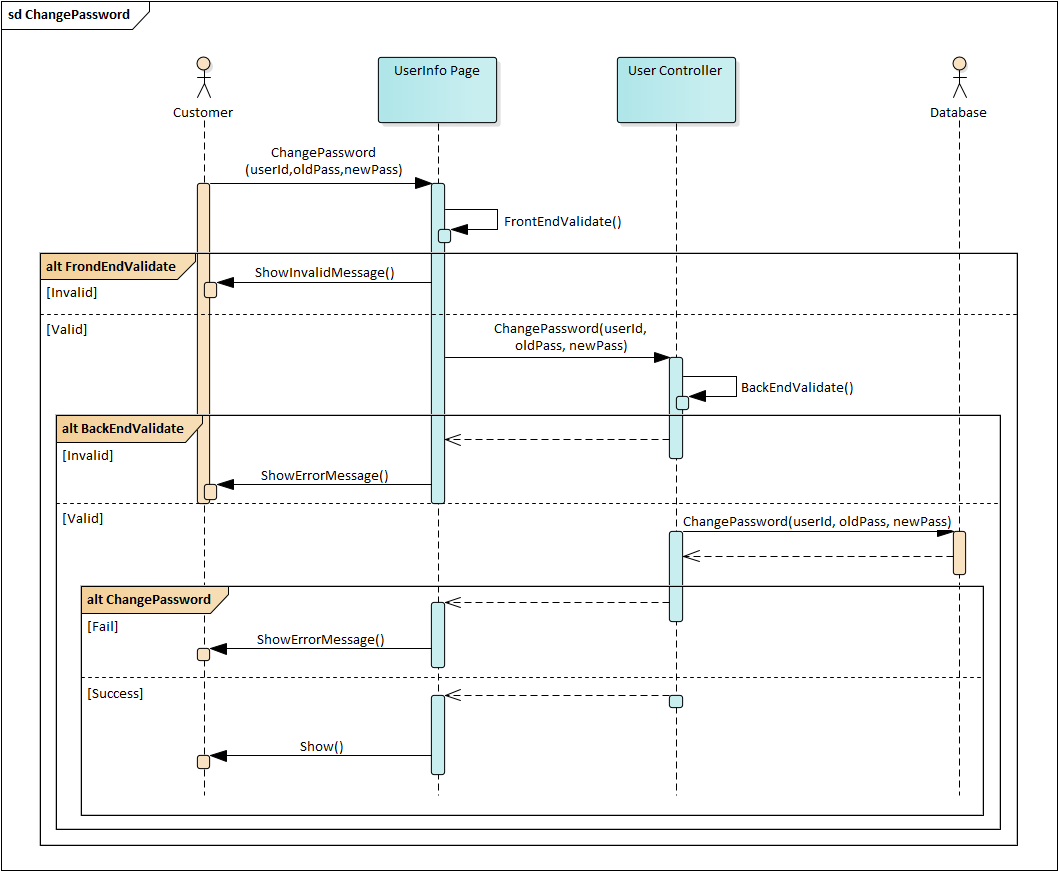 sd ChangePassword
Customer
UserInfo Page
User Controller
Database
ChangePassword
(userId,oldPass,newPass)
FrontEndValidate()
alt FrondEndValidate
ShowInvalidMessage()
[Invalid]
[Valid]
ChangePassword(userId,
oldPass, newPass)
BackEndValidate()
alt BackEndValidate
[Invalid]
ShowErrorMessage()
[Valid]
ChangePassword(userId, oldPass, newPass)
alt ChangePassword
[Fail]
ShowErrorMessage()
[Success]
Show()